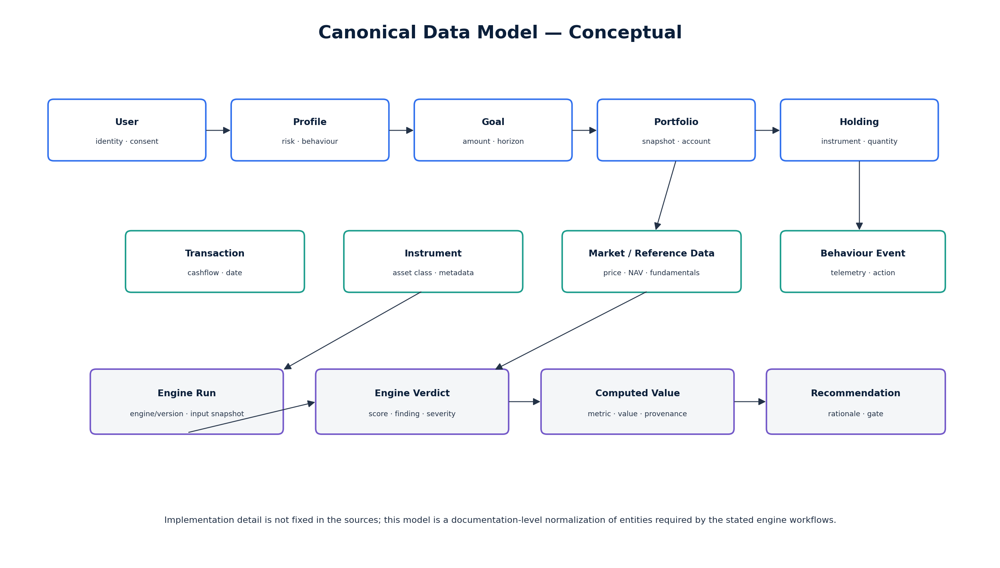 Canonical Data Model — Conceptual
User
identity · consent
Profile
risk · behaviour
Goal
amount · horizon
Portfolio
snapshot · account
Holding
instrument · quantity
Transaction
cashflow · date
Instrument
asset class · metadata
Market / Reference Data
price · NAV · fundamentals
Behaviour Event
telemetry · action
Engine Run
engine/version · input snapshot
Engine Verdict
score · finding · severity
Computed Value
metric · value · provenance
Recommendation
rationale · gate
Implementation detail is not fixed in the sources; this model is a documentation-level normalization of entities required by the stated engine workflows.